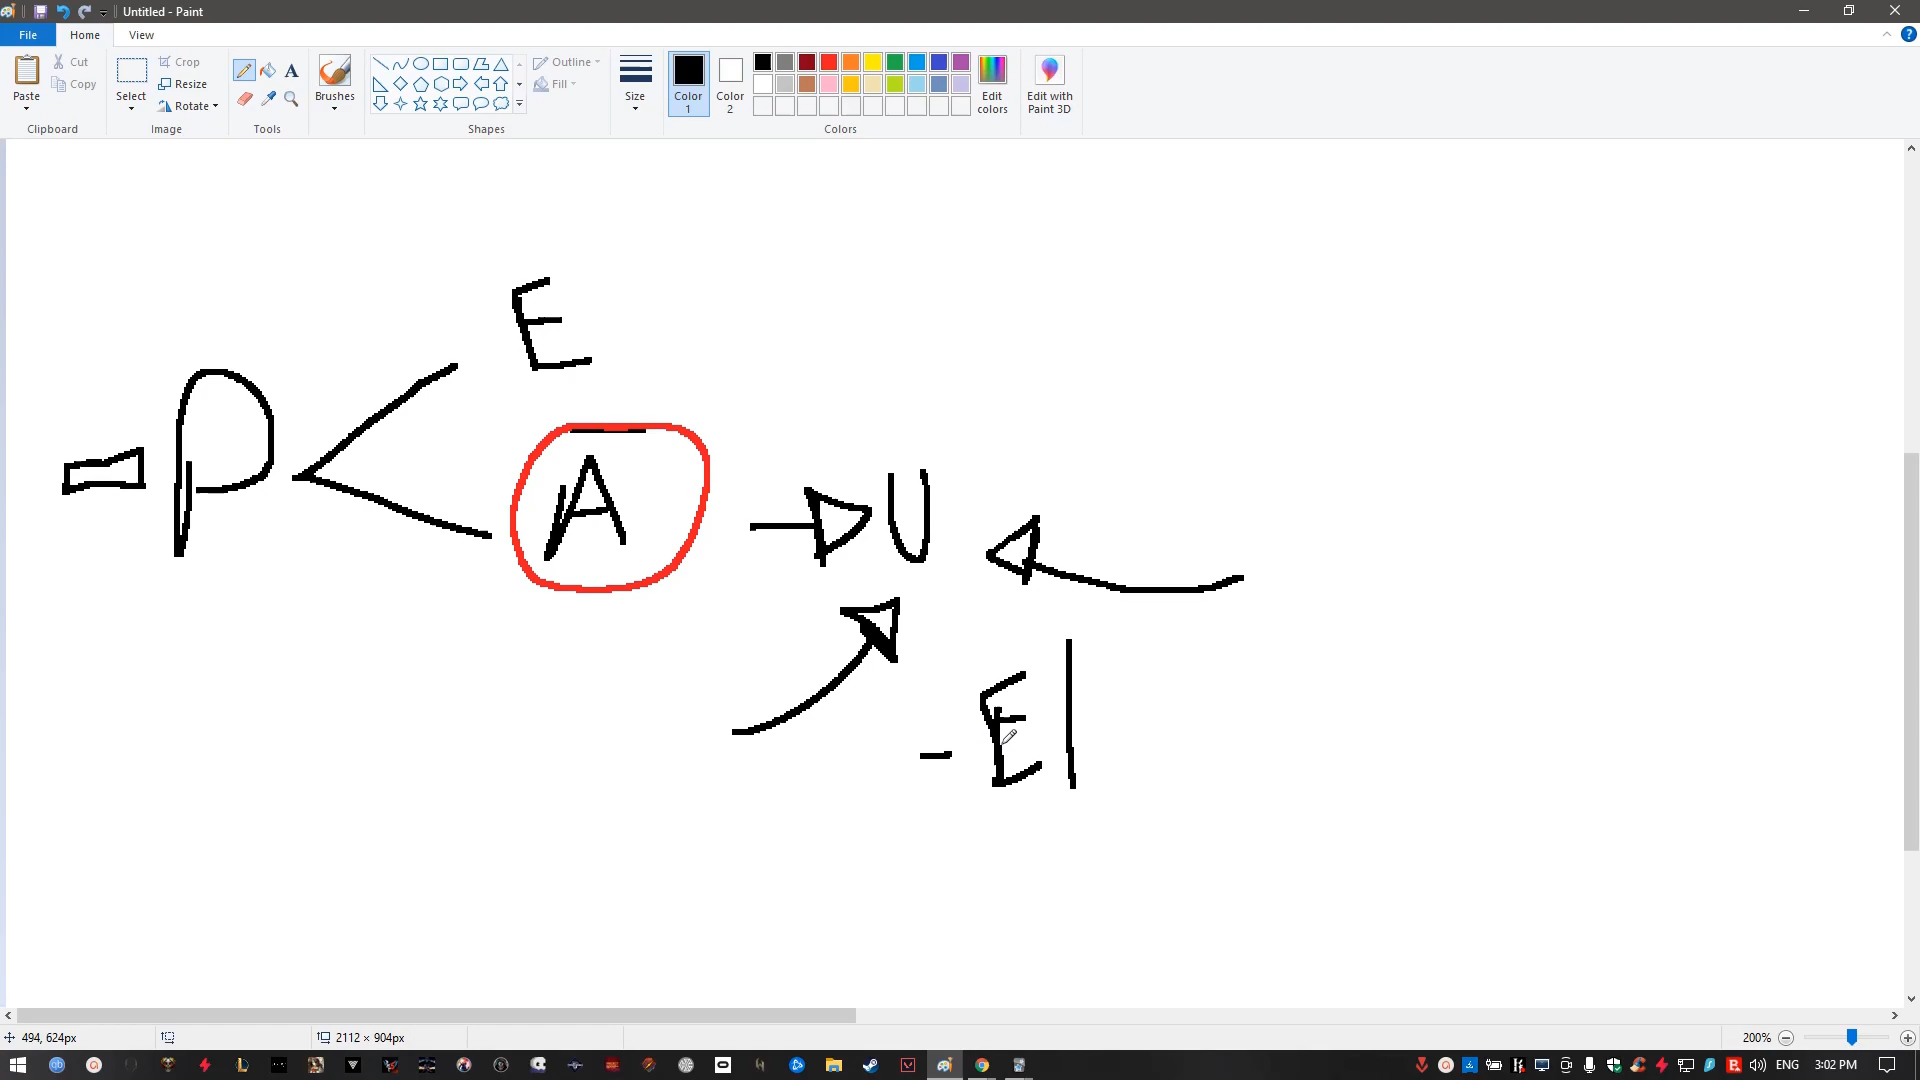 Untitled - Paint
File Home View
Paste
Cut
Copy
Clipboard
Select
Crop
Resize
Rotate
Image
Tools
Brushes
Shapes
Outline
Fill
Size
Color 1
Color 2
Colors
Edit colors
Edit with Paint 3D
E
P
A
U
- E
494, 624px
2112 × 904px
200%
ENG
3:02 PM